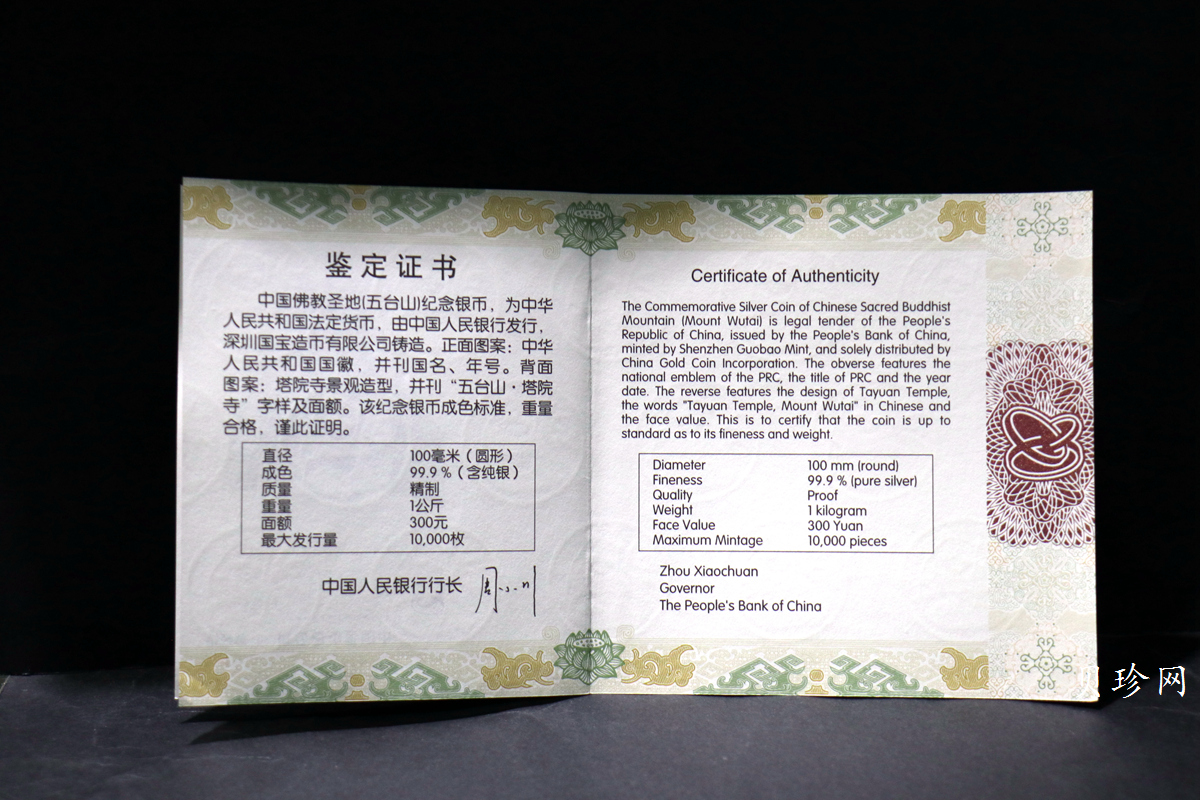 鉴定证书
中国佛教圣地(五台山)纪念银币，为中华
人民共和国法定货币，由中国人民银行发行，
深圳国宝造币有限公司铸造。正面图案：中华
人民共和国国徽，并刊国名、年号。背面
图案：塔院寺景观造型，并刊“五台山·塔院
寺”字样及面额。该纪念银币成色标准，重量
合格，谨此证明。
直径 100毫米（圆形）
成色 99.9％（含纯银）
质量 精制
重量 1公斤
面额 300元
最大发行量 10,000枚
中国人民银行行长 周小川
Certificate of Authenticity
The Commemorative Silver Coin of Chinese Sacred Buddhist
Mountain (Mount Wutai) is legal tender of the People's
Republic of China, issued by the People's Bank of China,
minted by Shenzhen Guobao Mint, and solely distributed by
China Gold Coin Incorporation. The obverse features the
national emblem of the PRC, the title of PRC and the year
date. The reverse features the design of Tayuan Temple,
the words "Tayuan Temple, Mount Wutai" in Chinese and
the face value. This is to certify that the coin is up to
standard as to its fineness and weight.
Diameter 100 mm (round)
Fineness 99.9 % (pure silver)
Quality Proof
Weight 1 kilogram
Face Value 300 Yuan
Maximum Mintage 10,000 pieces
Zhou Xiaochuan
Governor
The People's Bank of China
珍网